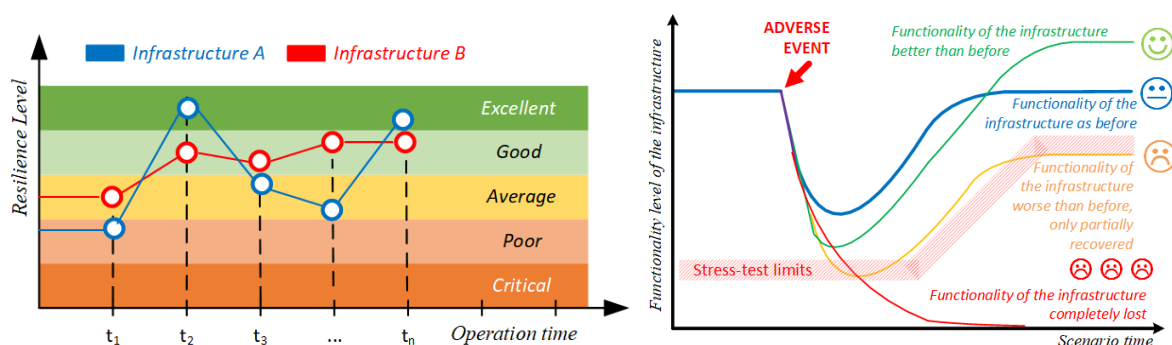 Infrastructure A
Infrastructure B
Resilience Level
Excellent
Good
Average
Poor
Critical
t1
t2
t3
...
tn
Operation time
Functionality level of the infrastructure
ADVERSE
EVENT
Functionality of the infrastructure
better than before
Functionality of the
infrastructure as before
Functionality of
the infrastructure
worse than before,
only partially
recovered
Stress-test limits
Functionality of the infrastructure
completely lost
Scenario time